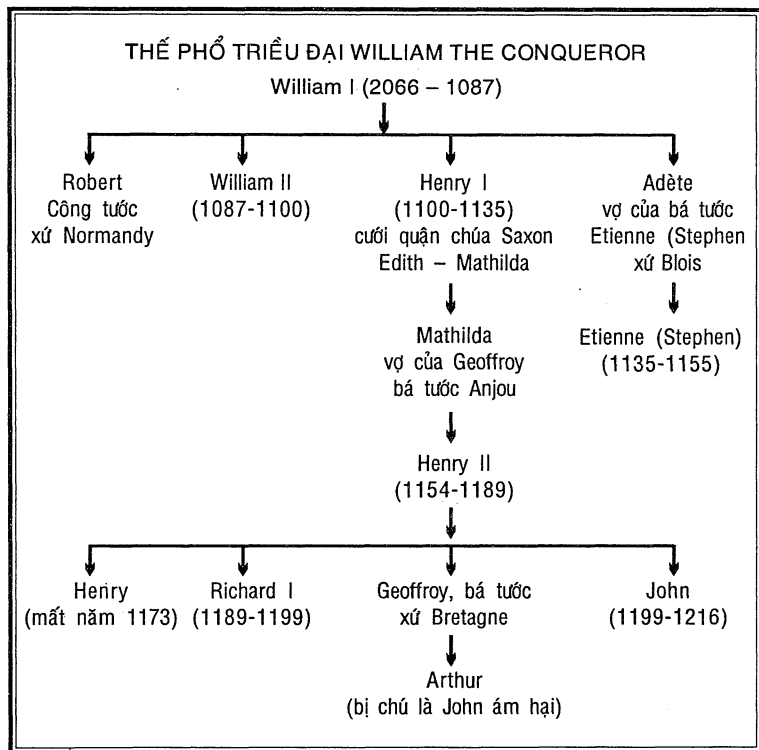 THẾ PHỔ TRIỀU ĐẠI WILLIAM THE CONQUEROR
William I (2066 – 1087)
Robert
Công tước
xứ Normandy
William II
(1087-1100)
Henry I
(1100-1135)
cưới quận chúa Saxon
Edith – Mathilda
Adète
vợ của bá tước
Etienne (Stephen
xứ Blois
Mathilda
vợ của Geoffroy
bá tước Anjou
Etienne (Stephen)
(1135-1155)
Henry II
(1154-1189)
Henry
(mất năm 1173)
Richard I
(1189-1199)
Geoffroy, bá tước
xứ Bretagne
John
(1199-1216)
Arthur
(bị chú là John ám hại)